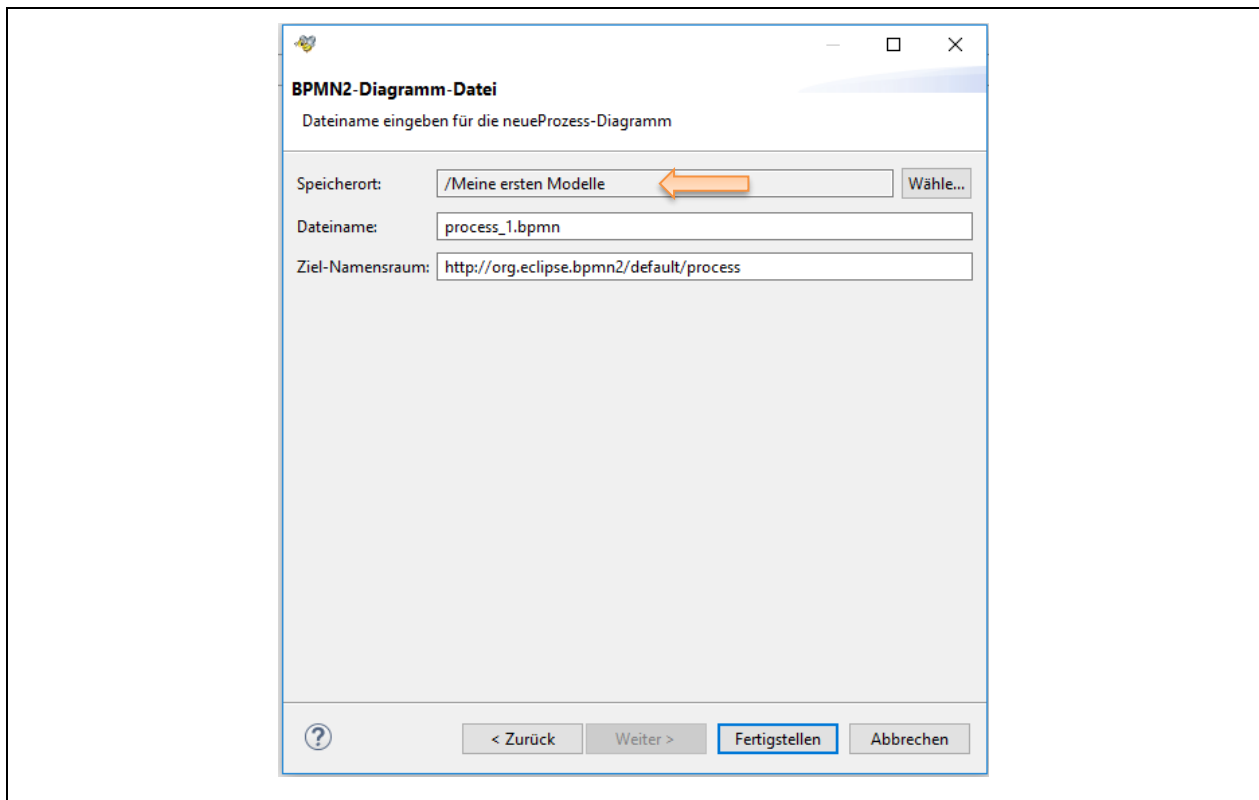 BPMN2-Diagramm-Datei
Dateiname eingeben für die neueProzess-Diagramm
Speicherort: /Meine ersten Modelle Wähle...
Dateiname: process_1.bpmn
Ziel-Namensraum: http://org.eclipse.bpmn2/default/process
? < Zurück Weiter > Fertigstellen Abbrechen